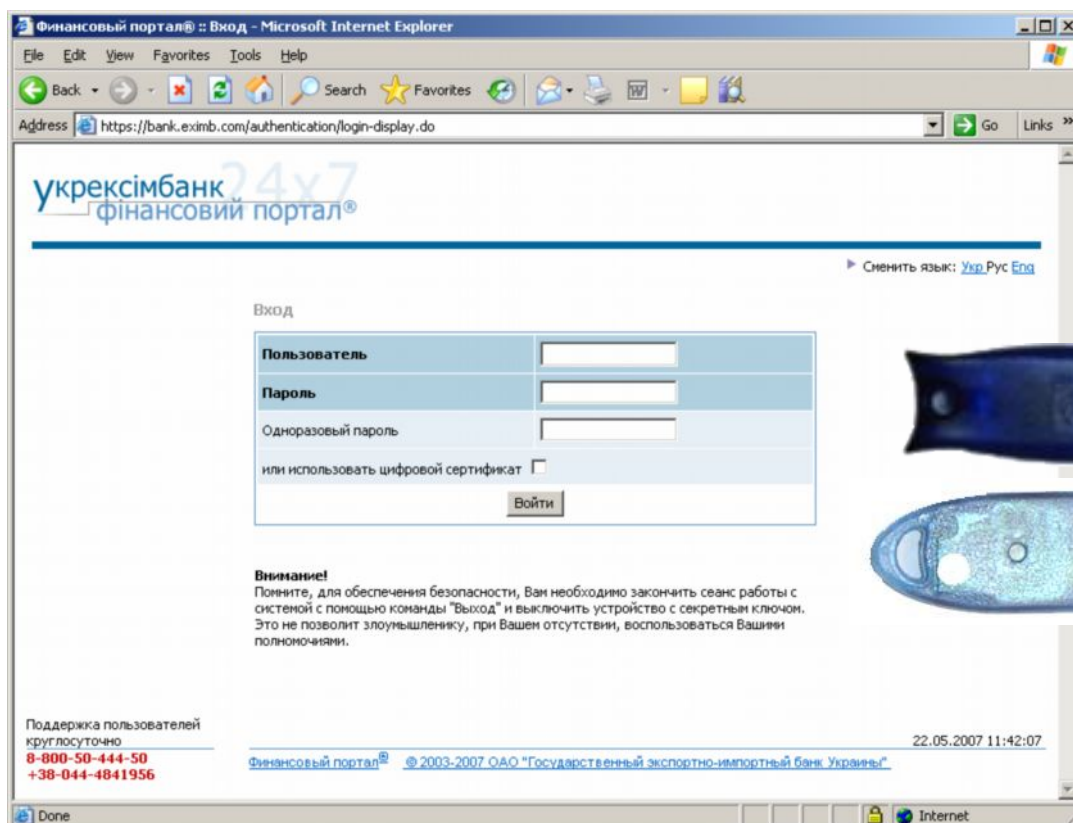 Финансовый портал® :: Вход - Microsoft Internet Explorer
File Edit View Favorites Tools Help
Back Search Favorites
Address https://bank.eximb.com/authentication/login-display.do Go Links »
укрексімбанк 24x7
фінансовий портал®
Сменить язык: Укр Рус Eng
Вход
Пользователь
Пароль
Одноразовый пароль
или использовать цифровой сертификат
Войти
Внимание!
Помните, для обеспечения безопасности, Вам необходимо закончить сеанс работы с
системой с помощью команды "Выход" и выключить устройство с секретным ключом.
Это не позволит злоумышленику, при Вашем отсутствии, воспользоваться Вашими
полномочиями.
Поддержка пользователей
круглосуточно
8-800-50-444-50
+38-044-4841956
22.05.2007 11:42:07
Финансовый портал® © 2003-2007 ОАО "Государственный экспортно-импортный банк Украины"
Done Internet